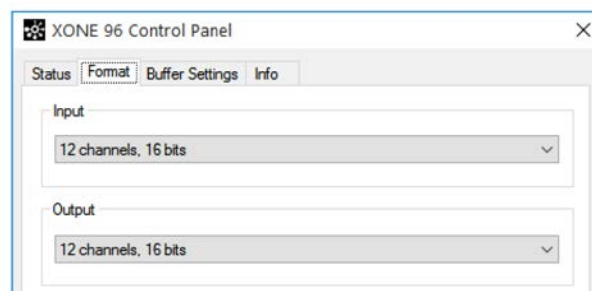 XONE 96 Control Panel
Status Format Buffer Settings Info
Input
12 channels, 16 bits
Output
12 channels, 16 bits